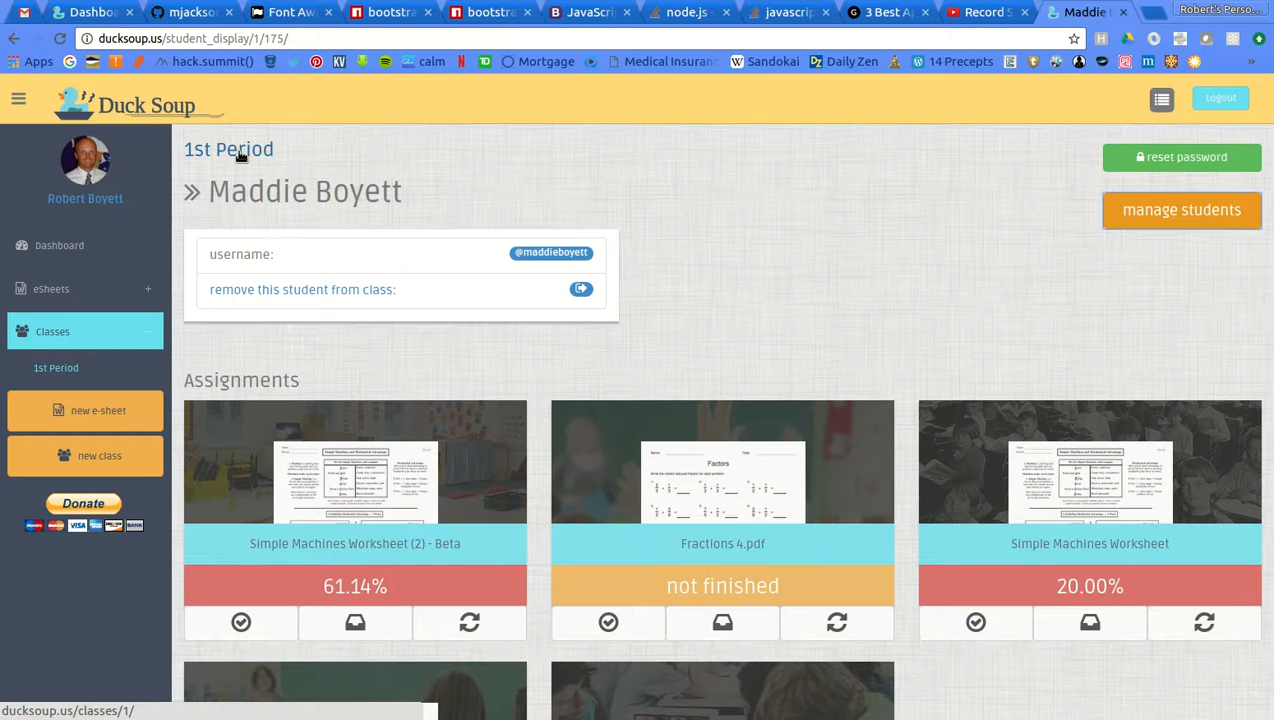 Dashbo
mjackso
Font Aw
bootstra
bootstra
JavaScri
node.js -
javascrip
3 Best A
Record S
Maddie
Robert's Perso...
ducksoup.us/student_display/1/175/
Apps
hack.summit()
KV
calm
Mortgage
Medical Insuran
Sandokai
Daily Zen
14 Precepts
»
Duck Soup
Logout
1st Period
reset password
» Maddie Boyett
manage students
Robert Boyett
username:
@maddieboyett
remove this student from class:
Dashboard
eSheets
+
Classes
1st Period
new e-sheet
new class
Donate
Assignments
Factors
Simple Machines Worksheet (2) - Beta
Fractions 4.pdf
Simple Machines Worksheet
61.14%
not finished
20.00%
ducksoup.us/classes/1/